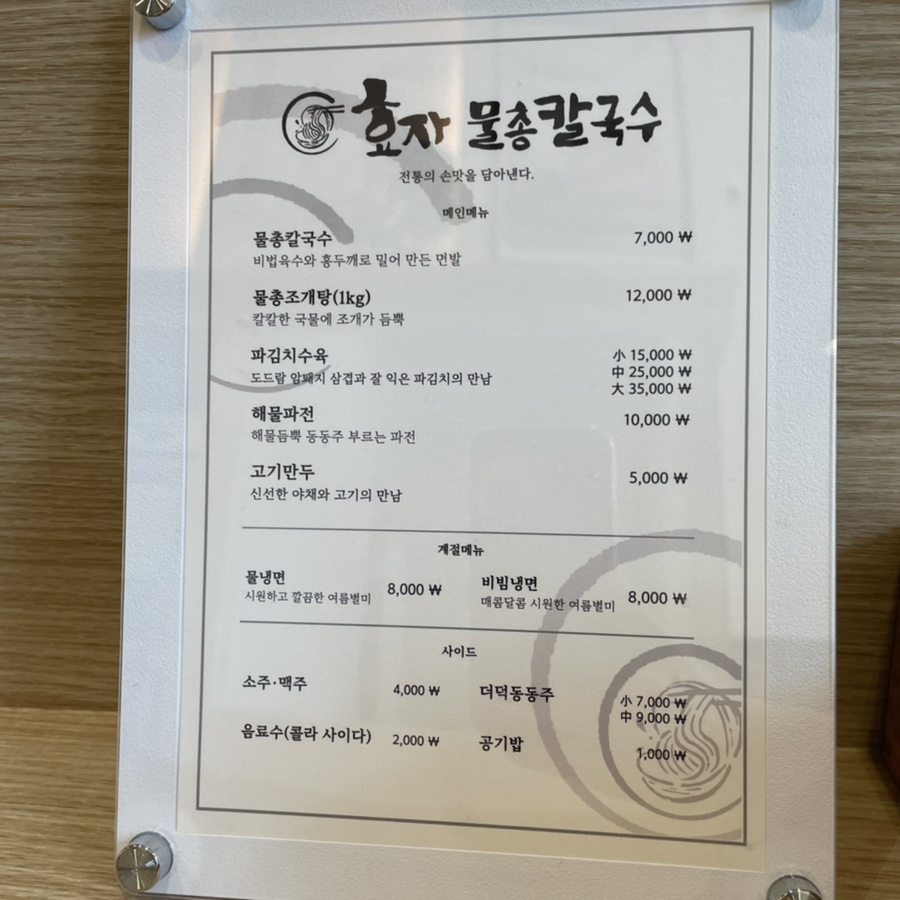 효자 물총칼국수
전통의 손맛을 담아낸다.
메인메뉴
물총칼국수 7,000 ₩
비법육수와 홍두깨로 밀어 만든 면발
물총조개탕(1kg) 12,000 ₩
칼칼한 국물에 조개가 듬뿍
파김치수육 小 15,000 ₩
中 25,000 ₩
도드람 암퇘지 삼겹과 잘 익은 파김치의 만남
大 35,000 ₩
해물파전 10,000 ₩
해물듬뿍 동동주 부르는 파전
고기만두 5,000 ₩
신선한 야채와 고기의 만남
계절메뉴
물냉면 8,000 ₩
시원하고 깔끔한 여름별미
비빔냉면 8,000 ₩
매콤달콤 시원한 여름별미
사이드
소주·맥주 4,000 ₩
더덕동동주 小 7,000 ₩
中 9,000 ₩
음료수(콜라 사이다) 2,000 ₩
공기밥 1,000 ₩